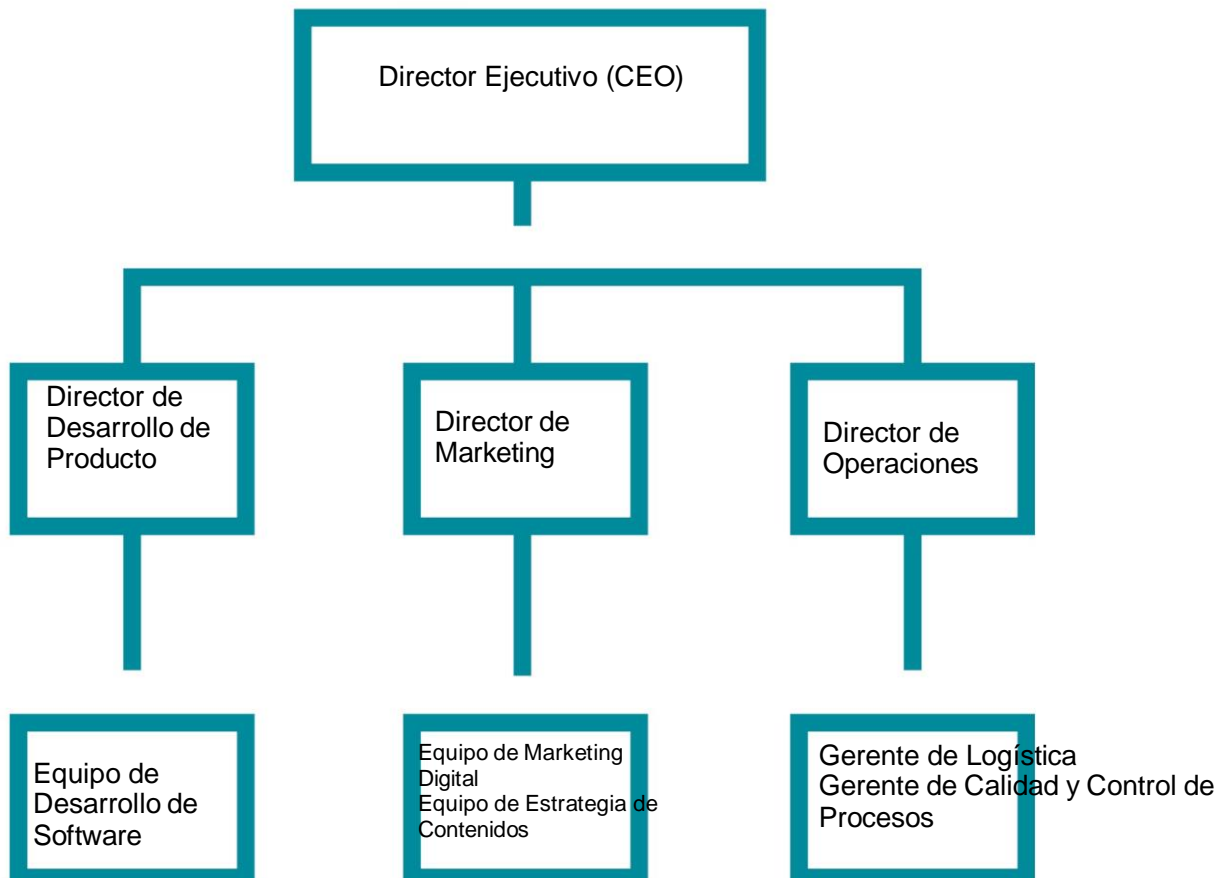 Director Ejecutivo (CEO)
Director de
Desarrollo de
Producto
Director de
Marketing
Director de
Operaciones
Equipo de
Desarrollo de
Software
Equipo de Marketing
Digital
Equipo de Estrategia de
Contenidos
Gerente de Logística
Gerente de Calidad y Control de
Procesos